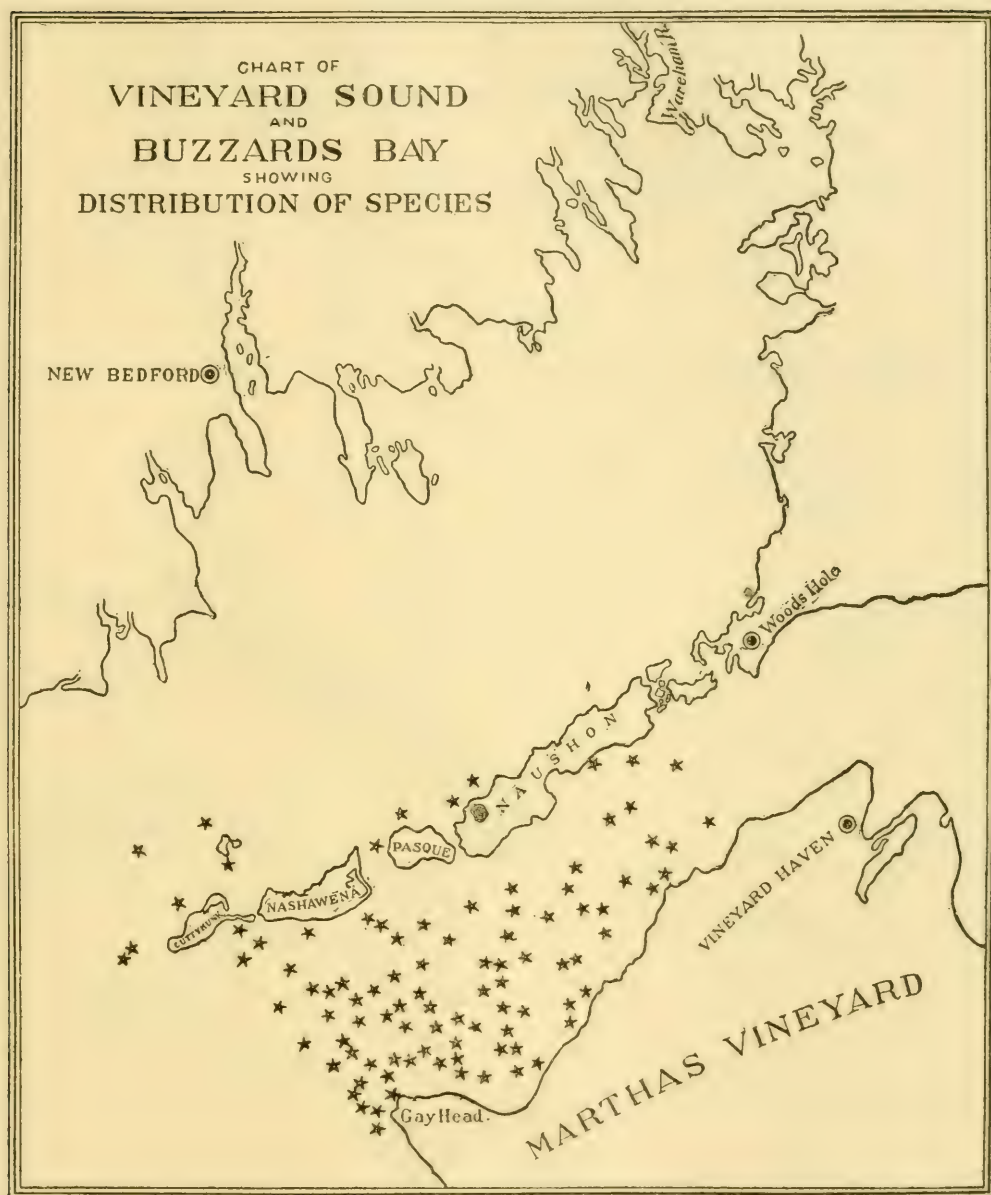 CHART OF
VINEYARD SOUND
AND
BUZZARDS BAY
SHOWING
DISTRIBUTION OF SPECIES
Wareham R.
NEW BEDFORD
Woods Hole
NAUSHON
PASQUE
NASHAWENA
CUTTYHUNK
VINEYARD HAVEN
MARTHAS VINEYARD
Gay Head.